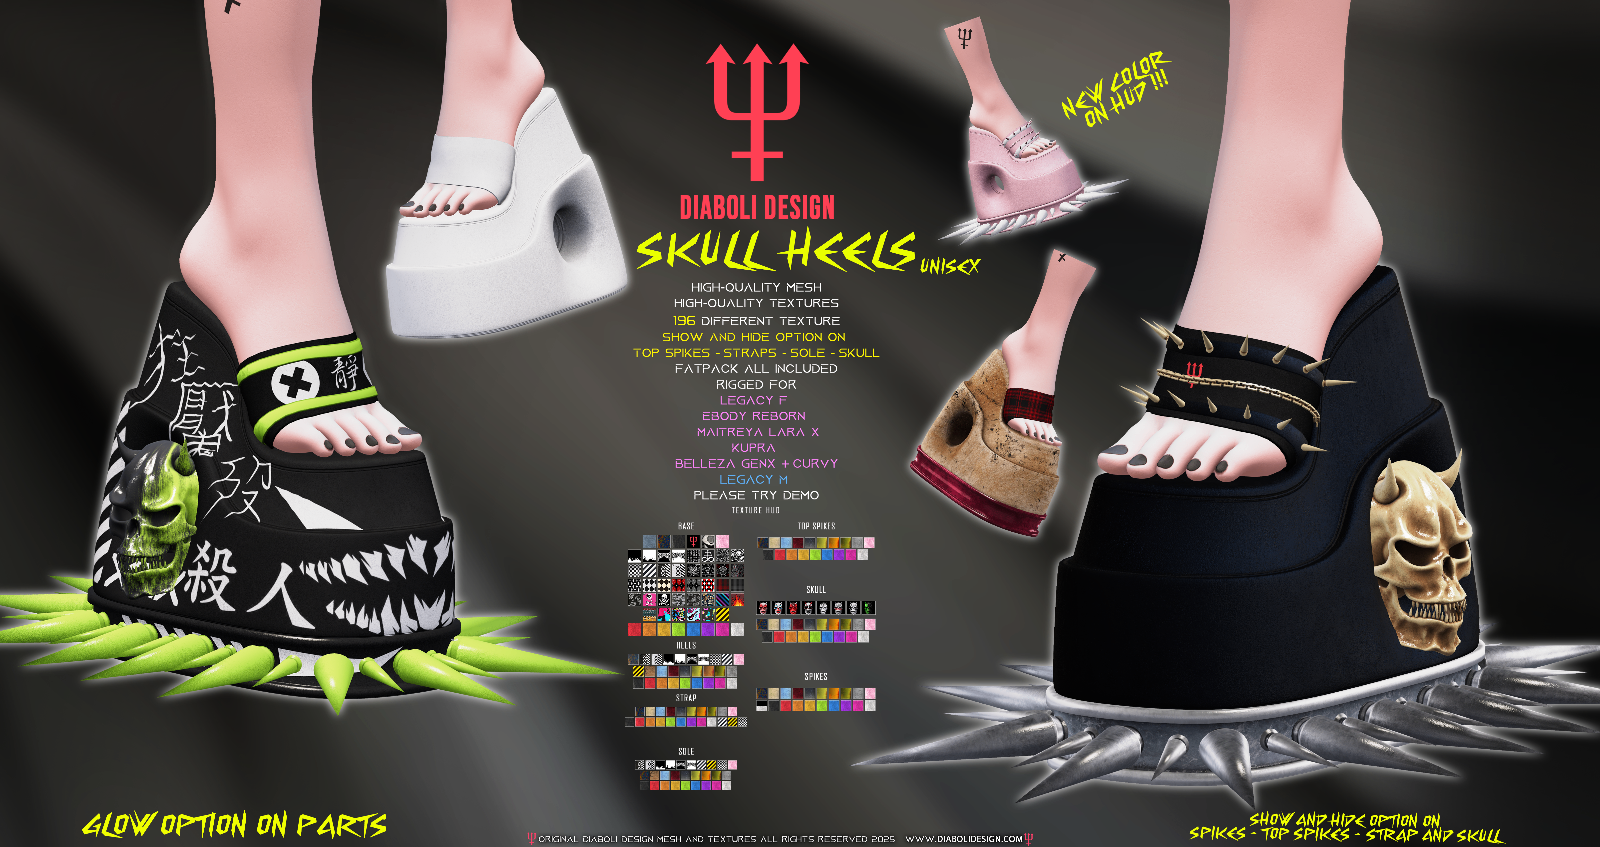 DIABOLI DESIGN
SKULL HEELS UNISEX
HIGH-QUALITY MESH
HIGH-QUALITY TEXTURES
196 DIFFERENT TEXTURE
SHOW AND HIDE OPTION ON
TOP SPIKES - STRAPS - SOLE - SKULL
FATPACK ALL INCLUDED
RIGGED FOR
LEGACY F
EBODY REBORN
MAITREYA LARA X
KUPRA
BELLEZA GENX + CURVY
LEGACY M
PLEASE TRY DEMO
TEXTURE HUD
BASE
HEELS
STRAP
SOLE
TOP SPIKES
SKULL
SPIKES
NEW COLOR
ON HUD !!!
靜
殺人
GLOW OPTION ON PARTS
SHOW AND HIDE OPTION ON
SPIKES - TOP SPIKES - STRAP AND SKULL
ORIGINAL DIABOLI DESIGN MESH AND TEXTURES ALL RIGHTS RESERVED 2025 WWW.DIABOLIDESIGN.COM